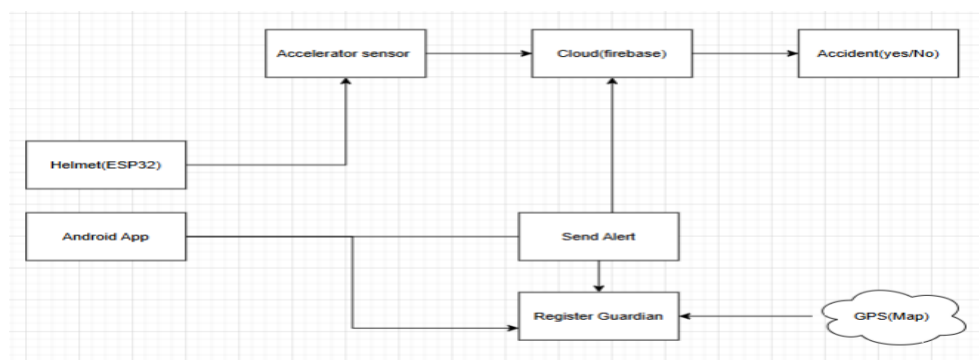 Accelerator sensor
Cloud(firebase)
Accident(yes/No)
Helmet(ESP32)
Android App
Send Alert
Register Guardian
GPS(Map)